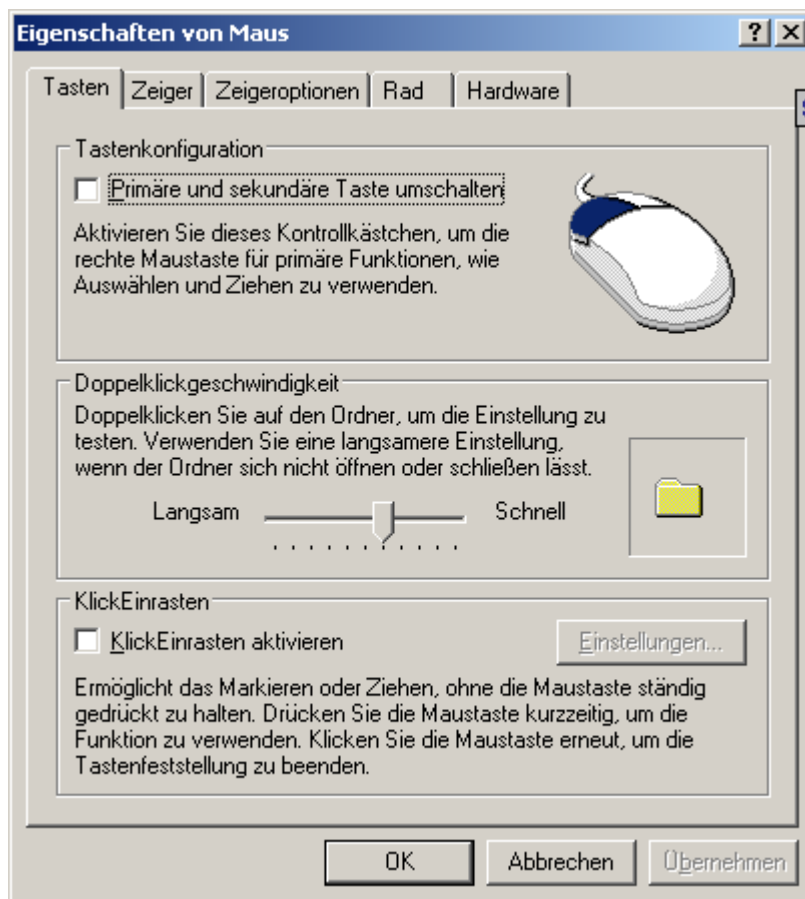 Eigenschaften von Maus
Tasten Zeiger Zeigeroptionen Rad Hardware
Tastenkonfiguration
Primäre und sekundäre Taste umschalten
Aktivieren Sie dieses Kontrollkästchen, um die
rechte Maustaste für primäre Funktionen, wie
Auswählen und Ziehen zu verwenden.
Doppelklickgeschwindigkeit
Doppelklicken Sie auf den Ordner, um die Einstellung zu
testen. Verwenden Sie eine langsamere Einstellung,
wenn der Ordner sich nicht öffnen oder schließen lässt.
Langsam Schnell
KlickEinrasten
KlickEinrasten aktivieren Einstellungen...
Ermöglicht das Markieren oder Ziehen, ohne die Maustaste ständig
gedrückt zu halten. Drücken Sie die Maustaste kurzzeitig, um die
Funktion zu verwenden. Klicken Sie die Maustaste erneut, um die
Tastenfeststellung zu beenden.
OK Abbrechen Übernehmen